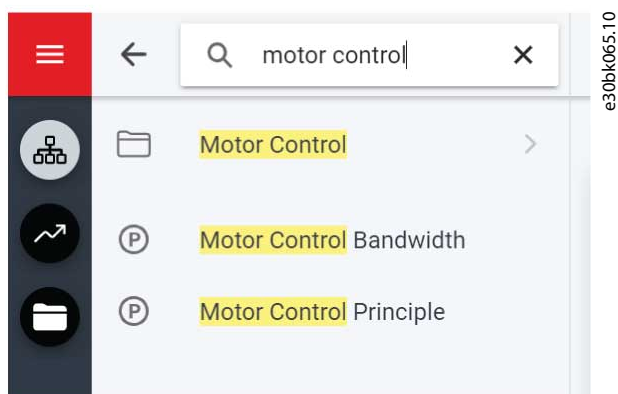 motor control
Motor Control
P Motor Control Bandwidth
P Motor Control Principle
e30bk065.10